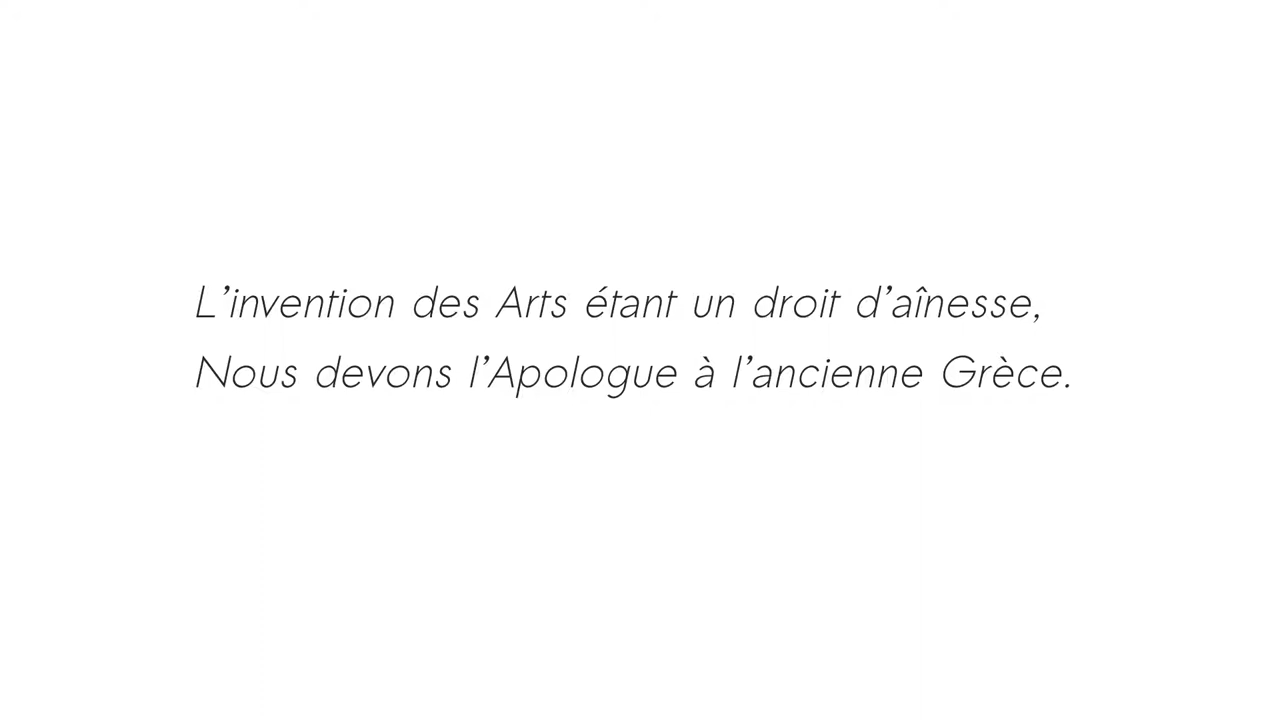 L’invention des Arts étant un droit d’aînesse,
Nous devons l’Apologue à l’ancienne Grèce.